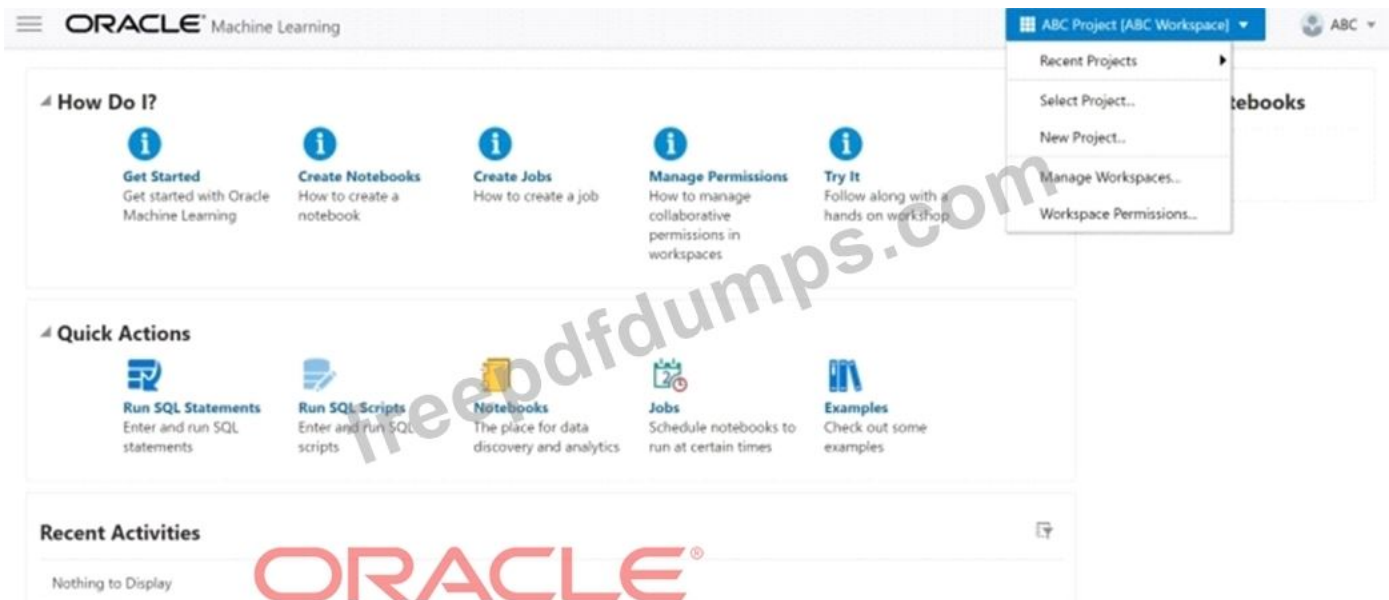 ORACLE® Machine Learning
ABC Project [ABC Workspace]
ABC
Recent Projects
Select Project...
New Project...
Manage Workspaces...
Workspace Permissions...
How Do I?
Get Started
Get started with Oracle
Machine Learning
Create Notebooks
How to create a
notebook
Create Jobs
How to create a job
Manage Permissions
How to manage
collaborative
permissions in
workspaces
Try It
Follow along with a
hands on workshop
Quick Actions
Run SQL Statements
Enter and run SQL
statements
Run SQL Scripts
Enter and run SQL
scripts
Notebooks
The place for data
discovery and analytics
Jobs
Schedule notebooks to
run at certain times
Examples
Check out some
examples
Recent Activities
Nothing to Display
ORACLE®
freepdfdumps.com